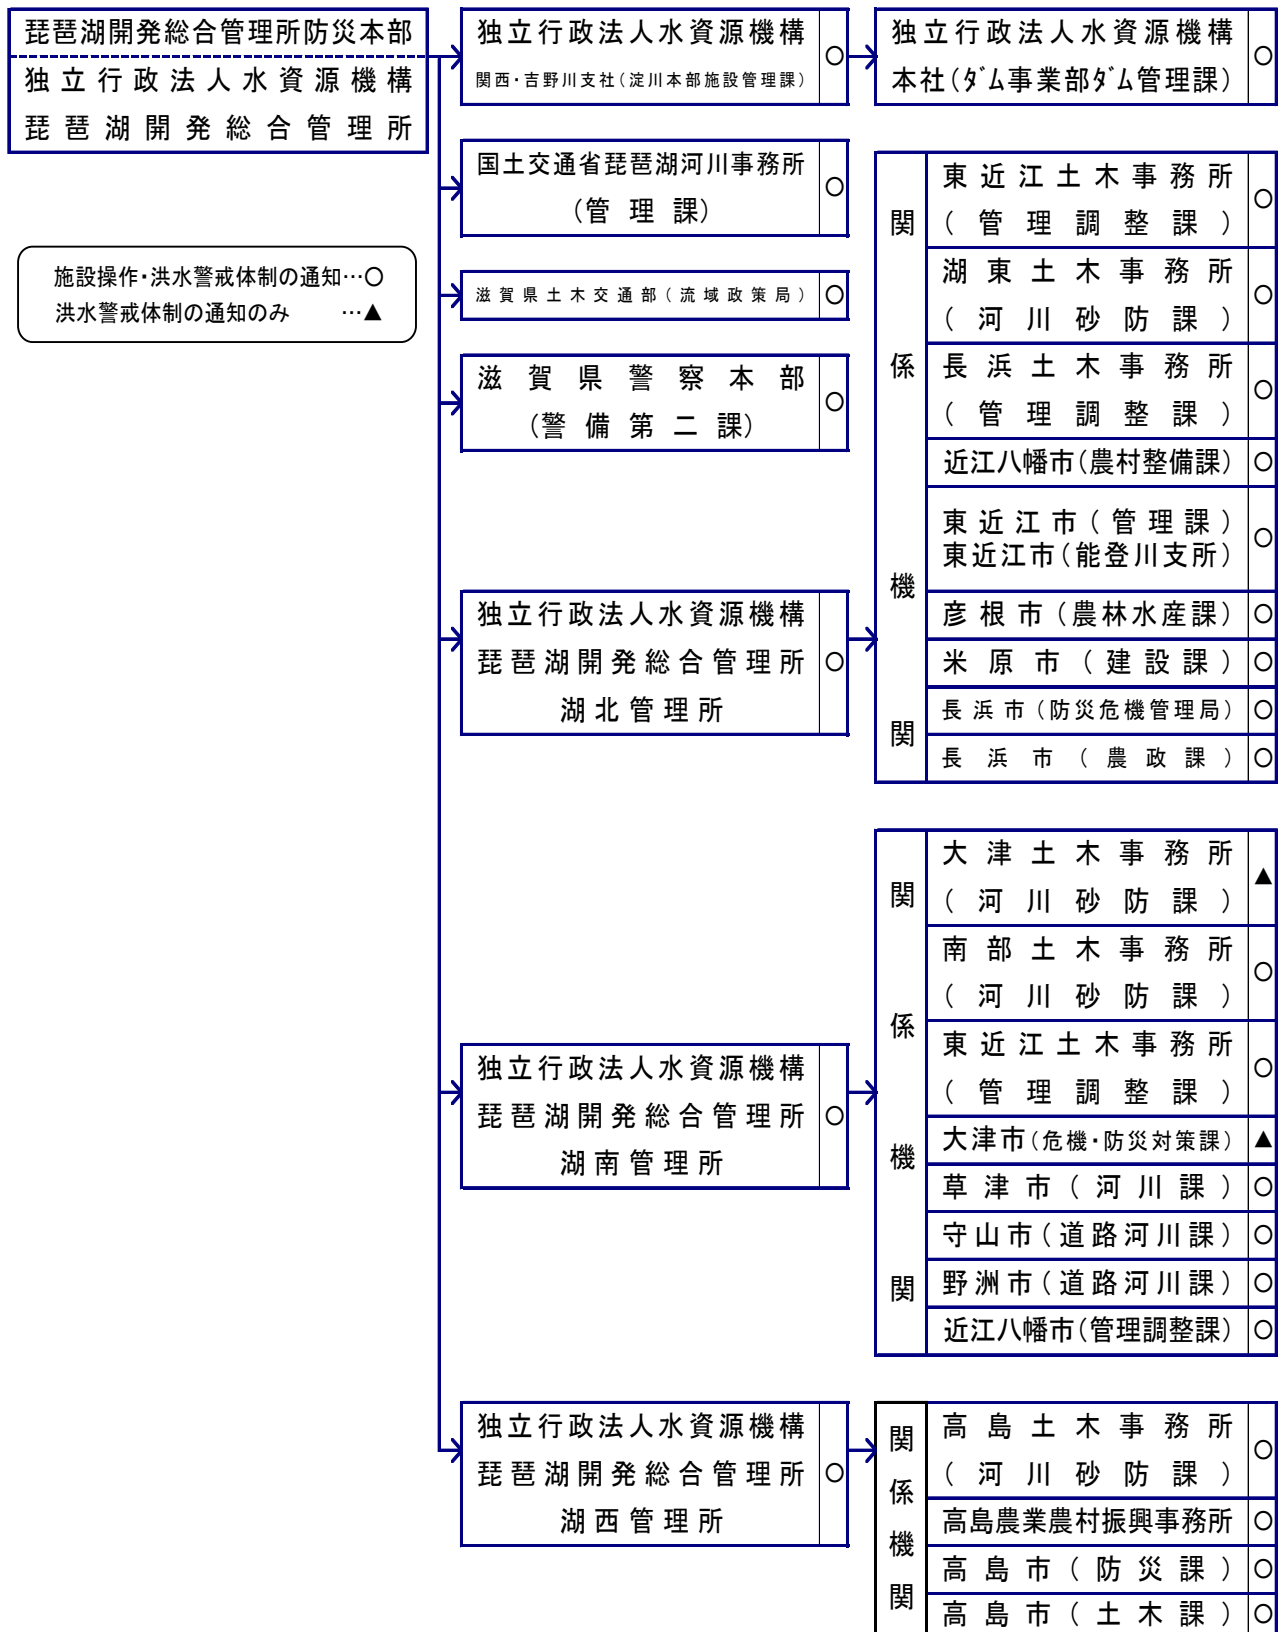 琵琶湖開発総合管理所防災本部
独立行政法人水資源機構
琵琶湖開発総合管理所
施設操作・洪水警戒体制の通知…○
洪水警戒体制の通知のみ …▲
独立行政法人水資源機構
関西・吉野川支社(淀川本部施設管理課)
○
独立行政法人水資源機構
本社(ダム事業部ダム管理課)
○
国土交通省琵琶湖河川事務所
(管理課)
○
滋賀県土木交通部(流域政策局)
○
滋賀県警察本部
(警備第二課)
○
独立行政法人水資源機構
琵琶湖開発総合管理所
湖北管理所
○
関係機関
東近江土木事務所
(管理調整課)
○
湖東土木事務所
(河川砂防課)
○
長浜土木事務所
(管理調整課)
○
近江八幡市(農村整備課)
○
東近江市(管理課)
東近江市(能登川支所)
○
彦根市(農林水産課)
○
米原市(建設課)
○
長浜市(防災危機管理局)
○
長浜市(農政課)
○
独立行政法人水資源機構
琵琶湖開発総合管理所
湖南管理所
○
関係機関
大津土木事務所
(河川砂防課)
▲
南部土木事務所
(河川砂防課)
○
東近江土木事務所
(管理調整課)
○
大津市(危機・防災対策課)
▲
草津市(河川課)
○
守山市(道路河川課)
○
野洲市(道路河川課)
○
近江八幡市(管理調整課)
○
独立行政法人水資源機構
琵琶湖開発総合管理所
湖西管理所
○
関係機関
高島土木事務所
(河川砂防課)
○
高島農業農村振興事務所
○
高島市(防災課)
○
高島市(土木課)
○